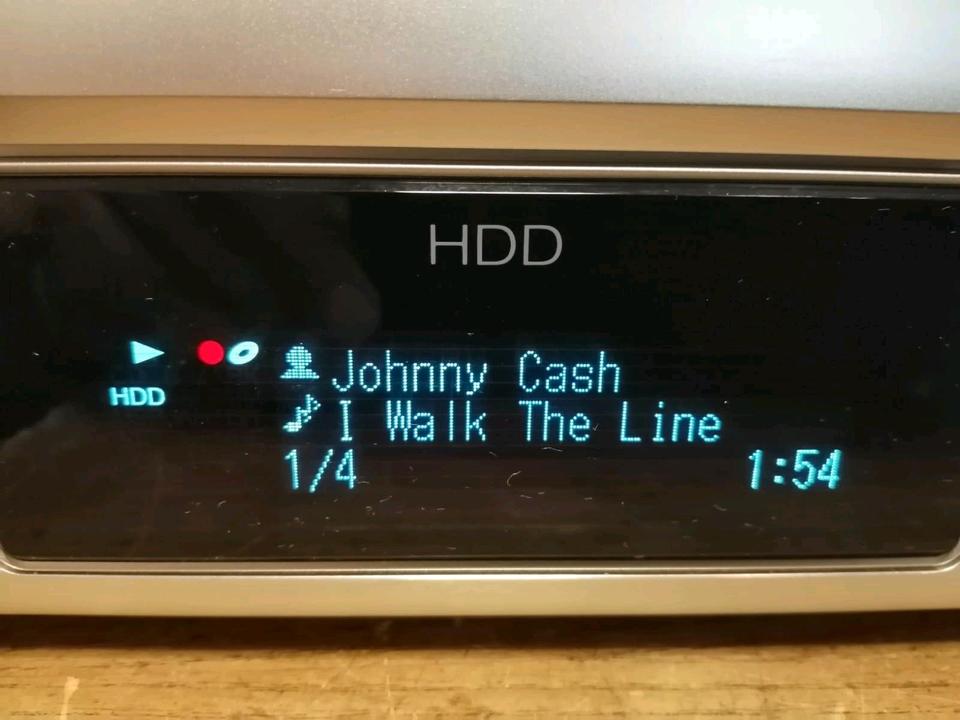 HDD
HDD
Johnny Cash
I Walk The Line
1/4 1:54